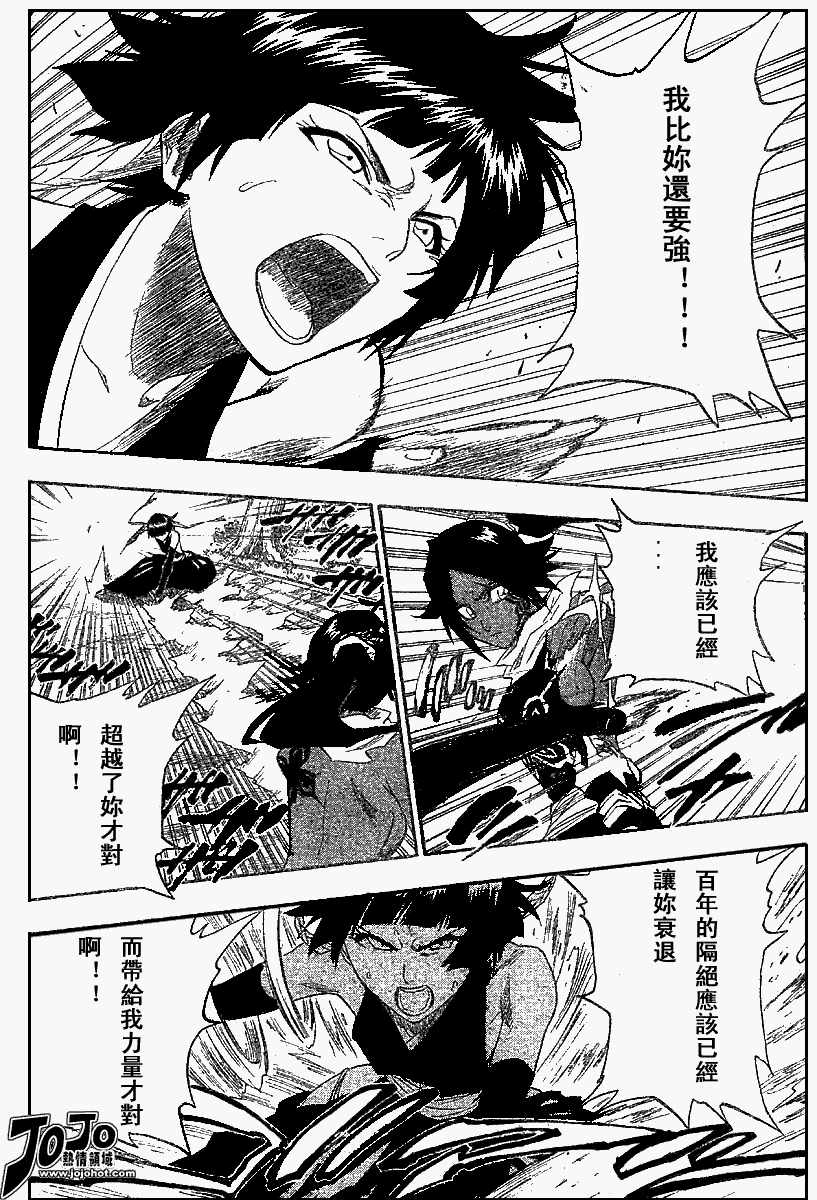 我比妳還要強！！！
我應該已經
...
超越了妳才對
啊！！
百年的隔絕應該已經
讓妳衰退
而帶給我力量才對
啊！！
JOJO
熱情領域
www.jojohot.com